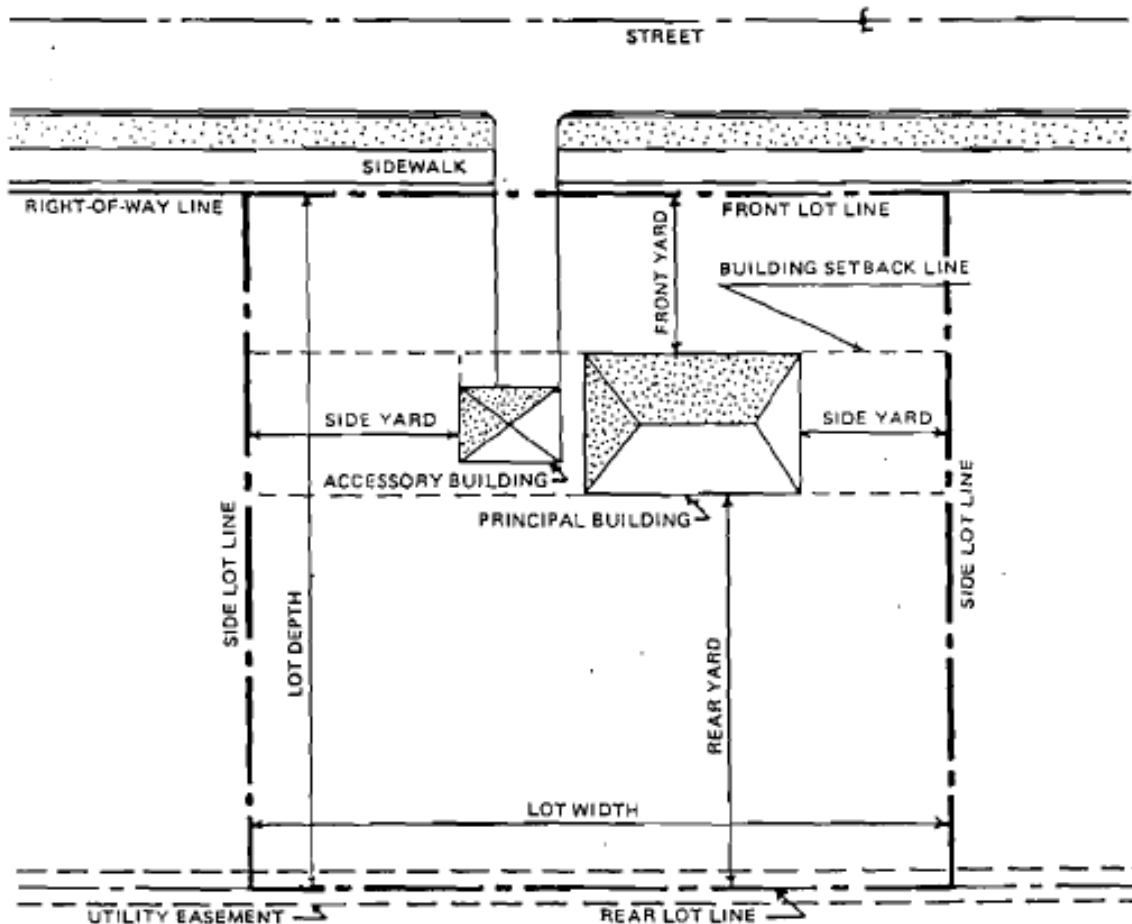 STREET
SIDEWALK
RIGHT-OF-WAY LINE
FRONT LOT LINE
FRONT YARD
BUILDING SETBACK LINE
SIDE YARD
SIDE YARD
ACCESSORY BUILDING
PRINCIPAL BUILDING
SIDE LOT LINE
LOT DEPTH
REAR YARD
SIDE LOT LINE
LOT WIDTH
UTILITY EASEMENT
REAR LOT LINE